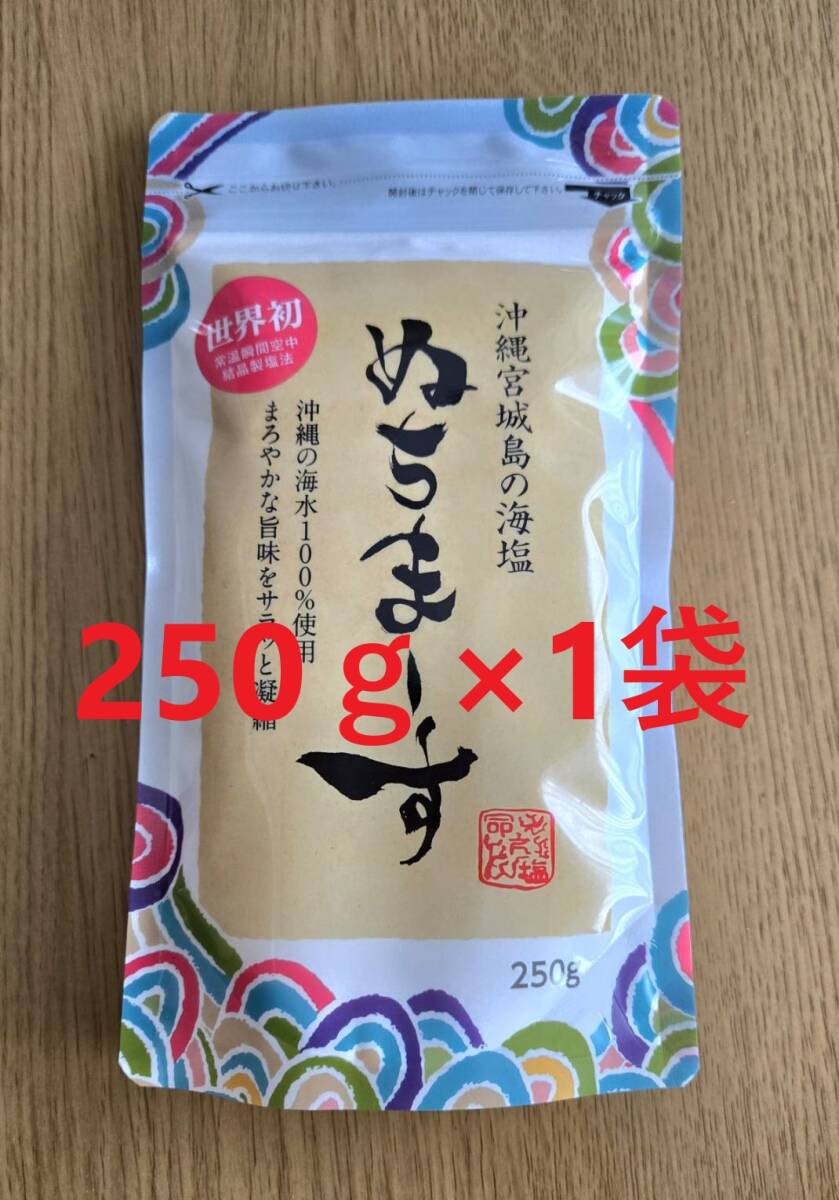 ここからお切り下さい。
開封後はチャックを閉じて保存して下さい。
チャック
世界初
常温瞬間空中
結晶製塩法
沖縄宮城島の海塩
ぬちまーす
沖縄の海水100%使用
まろやかな旨味をサラッと凝縮
250g×1袋
250g